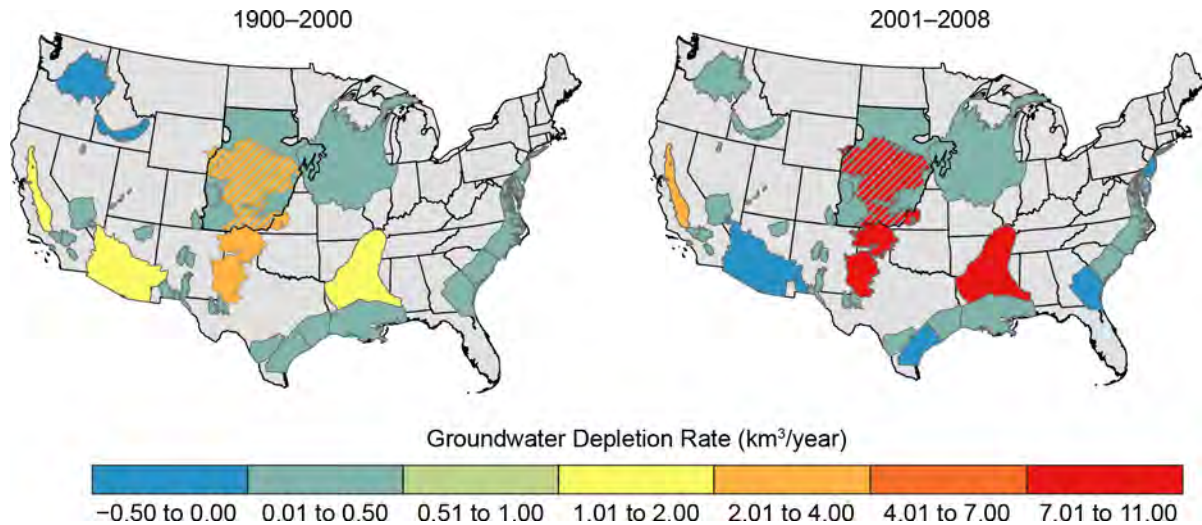 1900–2000
2001–2008
Groundwater Depletion Rate (km³/year)
−0.50 to 0.00
0.01 to 0.50
0.51 to 1.00
1.01 to 2.00
2.01 to 4.00
4.01 to 7.00
7.01 to 11.00